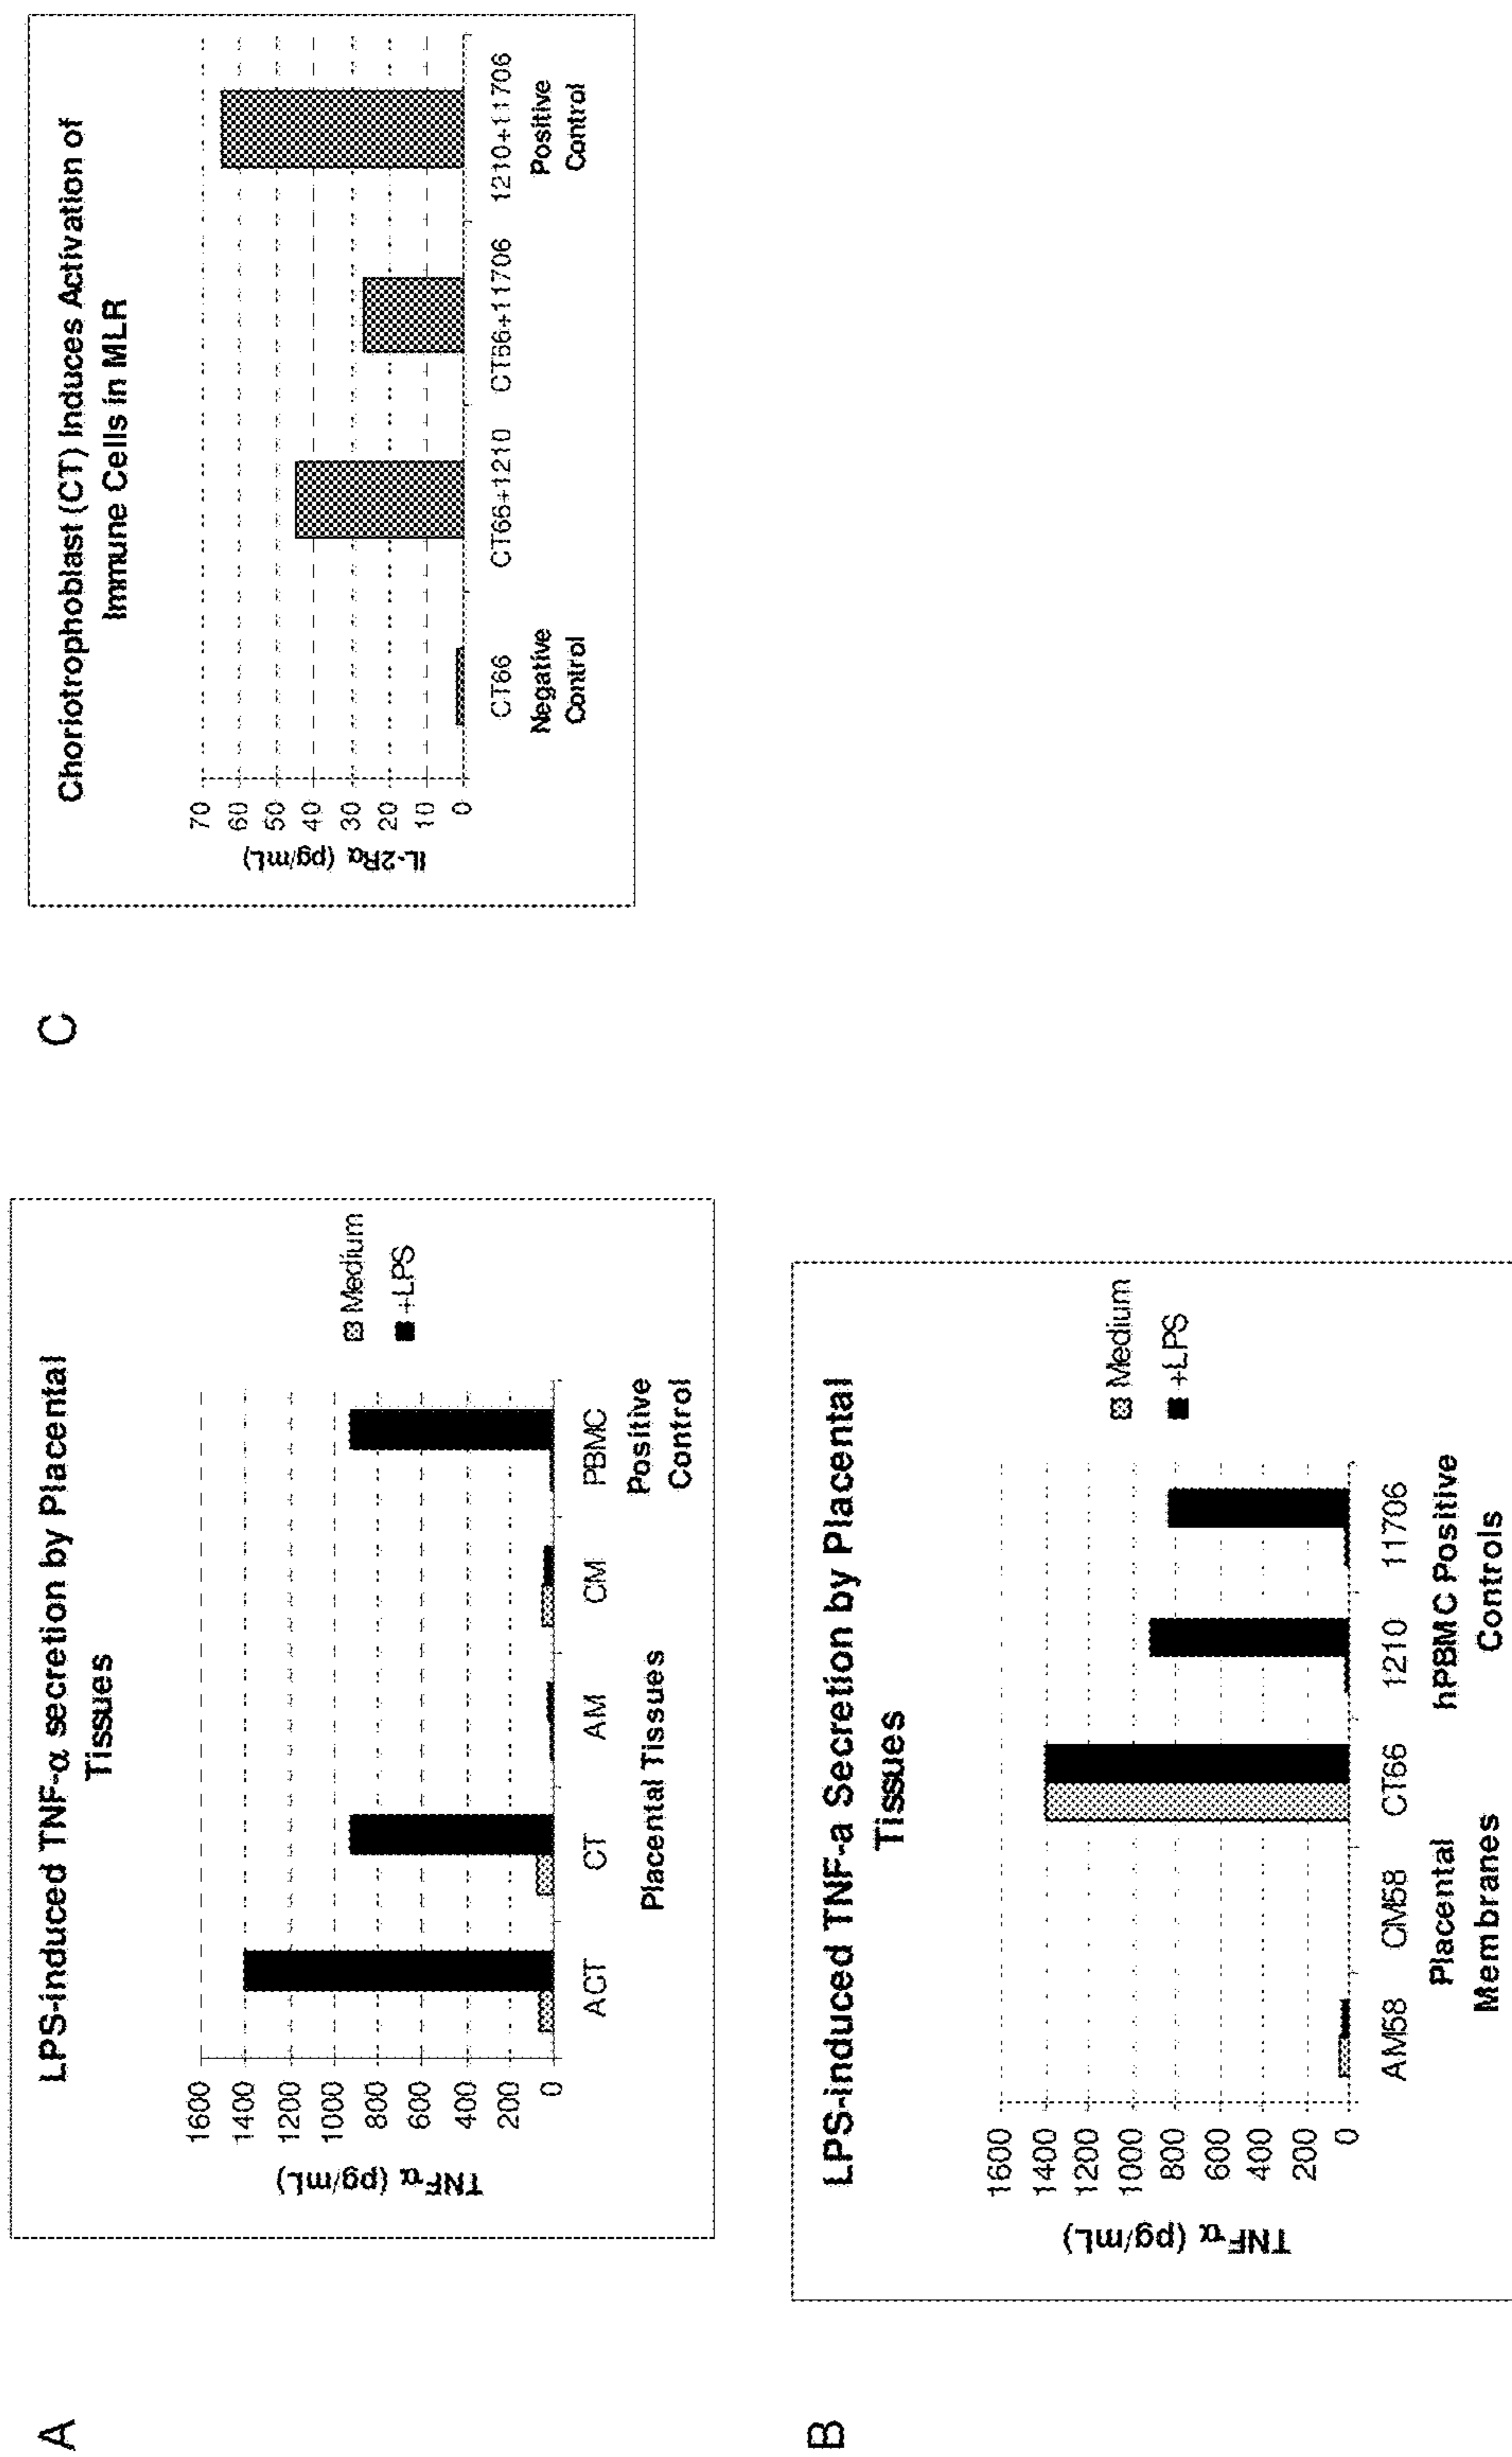 A
LPS-induced TNF-α secretion by Placental
Tissues
TNF α (pg/mL)
1600
1400
1200
1000
800
600
400
200
0
ACT
CT
AM
CM
PBMC
Placental Tissues
Positive
Control
Medium
+LPS
B
LPS-induced TNF-a Secretion by Placental
Tissues
TNF α (pg/mL)
1600
1400
1200
1000
800
600
400
200
0
AM58
CM58
CT66
1210
11706
Placental
Membranes
hPBMC Positive
Controls
Medium
+LPS
C
Choriotrophoblast (CT) Induces Activation of
Immune Cells in MLR
IL-2Rα (pg/mL)
70
60
50
40
30
20
10
0
CT66
CT66+1210
CT66+11706
1210+11706
Negative
Control
Positive
Control